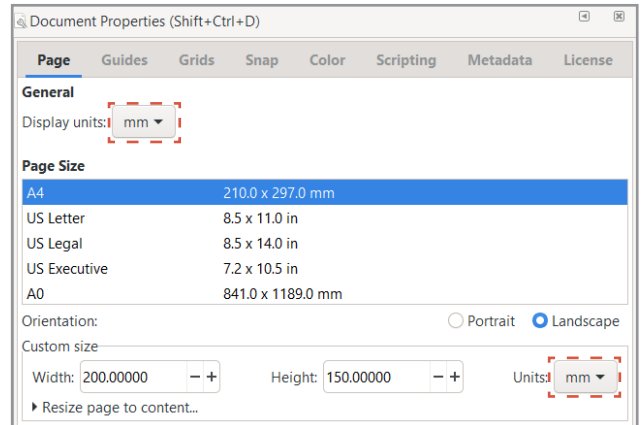 Document Properties (Shift+Ctrl+D)
Page Guides Grids Snap Color Scripting Metadata License
General
Display units: mm
Page Size
A4 210.0 x 297.0 mm
US Letter 8.5 x 11.0 in
US Legal 8.5 x 14.0 in
US Executive 7.2 x 10.5 in
A0 841.0 x 1189.0 mm
Orientation: Portrait Landscape
Custom size
Width: 200.00000 − + Height: 150.00000 − + Units: mm
Resize page to content...